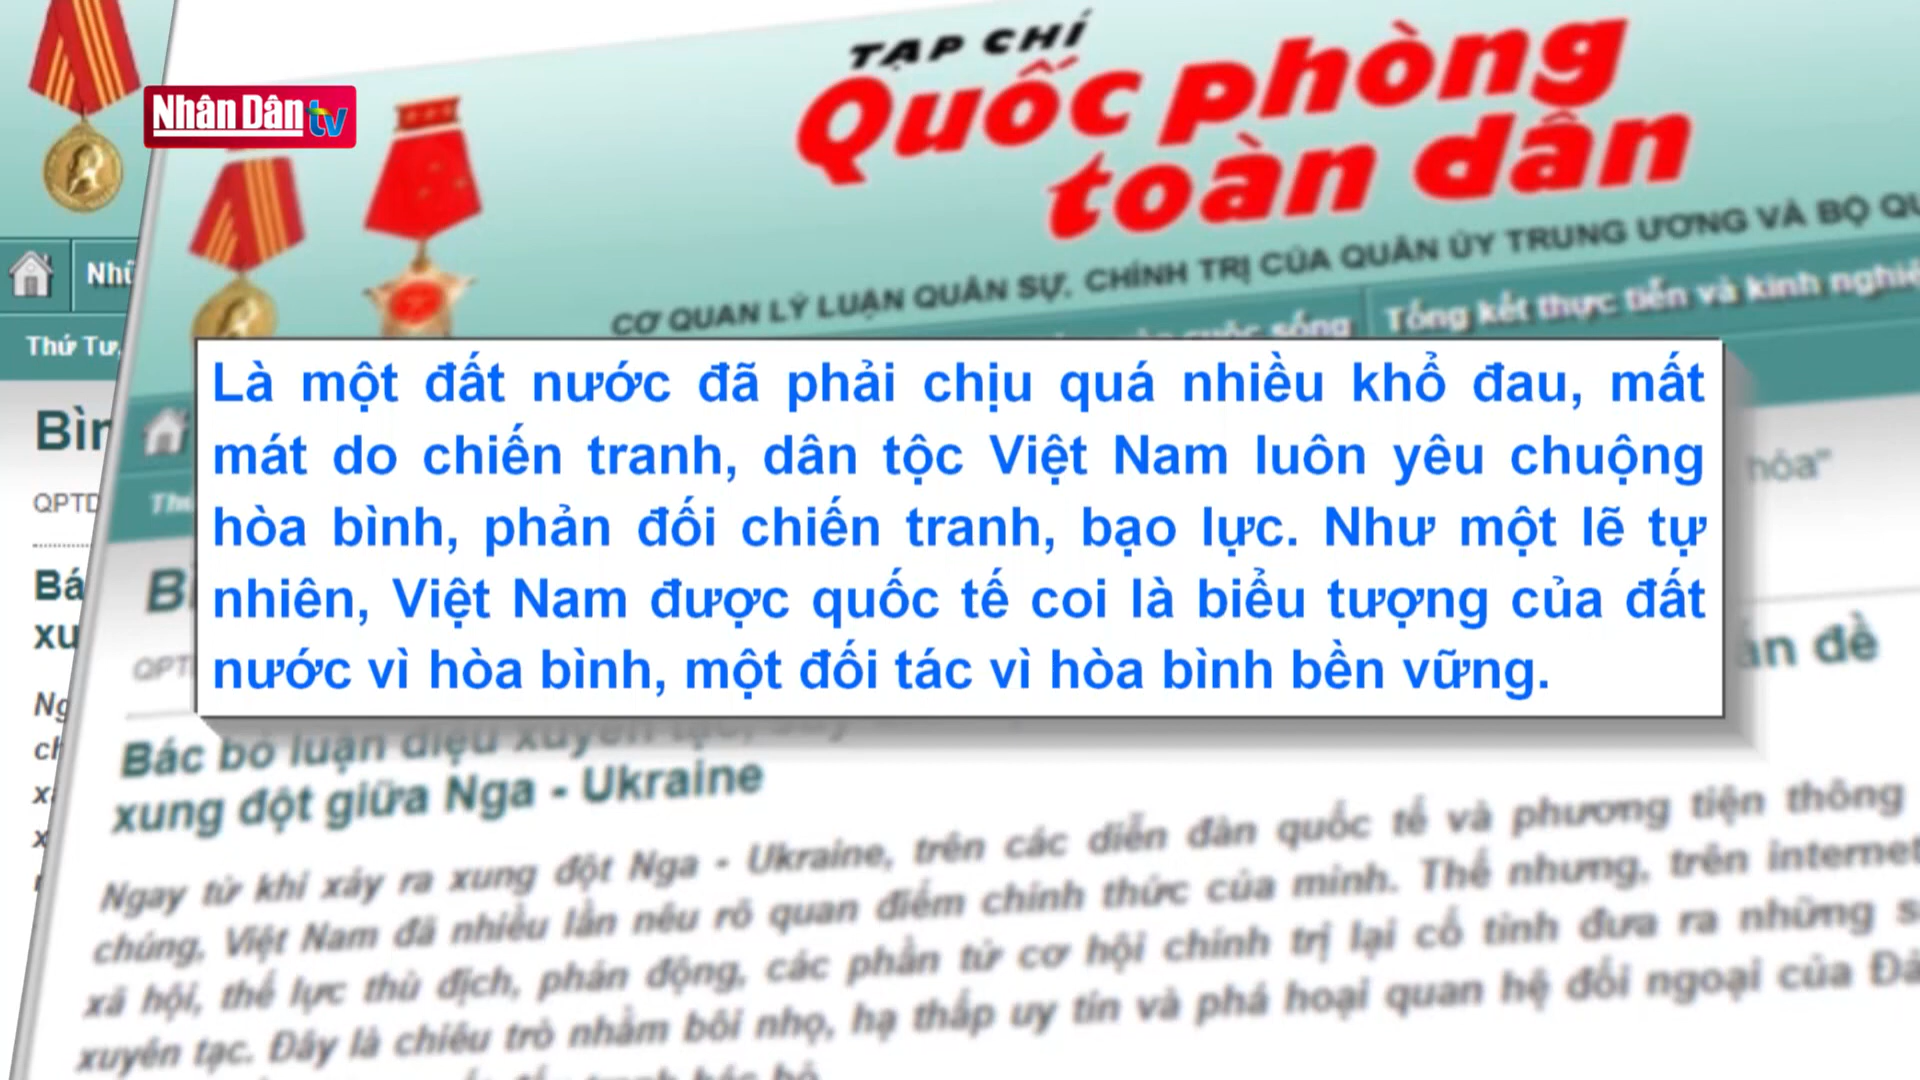 TẠP CHÍ
Quốc phòng
toàn dân
Nhân Dân tv
CƠ QUAN LÝ LUẬN QUÂN SỰ, CHÍNH TRỊ CỦA QUÂN ỦY TRUNG ƯƠNG VÀ BỘ
Tổng kết thực tiễn và kinh
Thứ Tư,
Là một đất nước đã phải chịu quá nhiều khổ đau, mất
mát do chiến tranh, dân tộc Việt Nam luôn yêu chuộng
hòa bình, phản đối chiến tranh, bạo lực. Như một lẽ tự
nhiên, Việt Nam được quốc tế coi là biểu tượng của đất
nước vì hòa bình, một đối tác vì hòa bình bền vững.
Bác bỏ luận điệu xuyên tạc,
xung đột giữa Nga - Ukraine
Ngay từ khi xảy ra xung đột Nga - Ukraine, trên các diễn đàn quốc tế và phương tiện thông
chúng, Việt Nam đã nhiều lần nêu rõ quan điểm chính thức của mình. Thế nhưng, trên internet
xã hội, thế lực thù địch, phản động, các phần tử cơ hội chính trị lại cố tình đưa ra những
xuyên tạc. Đây là chiêu trò nhằm bôi nhọ, hạ thấp uy tín và phá hoại quan hệ đối ngoại của